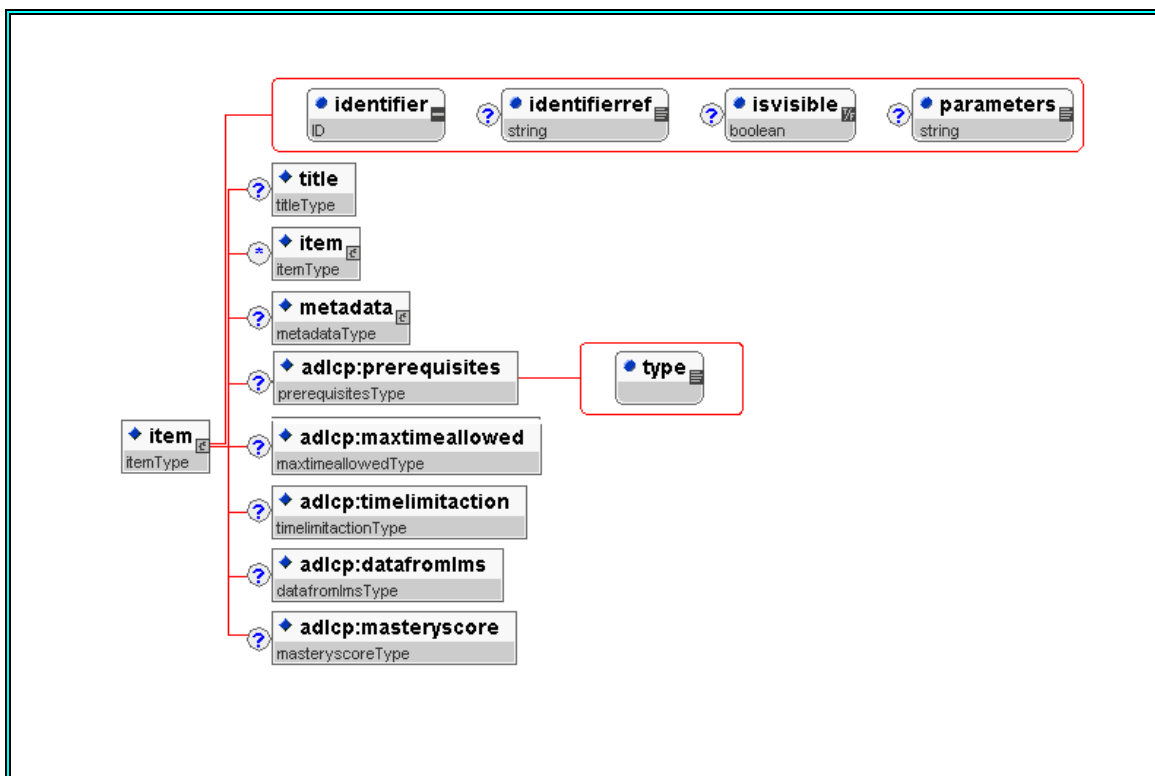 identifier
ID
? identifierref
string
? isvisible
boolean
? parameters
string
? title
titleType
* item
itemType
? metadata
metadataType
? adlcp:prerequisites
prerequisitesType
type
item
itemType
? adlcp:maxtimeallowed
maxtimeallowedType
? adlcp:timelimitaction
timelimitactionType
? adlcp:datafromlms
datafromlmsType
? adlcp:masteryscore
masteryscoreType